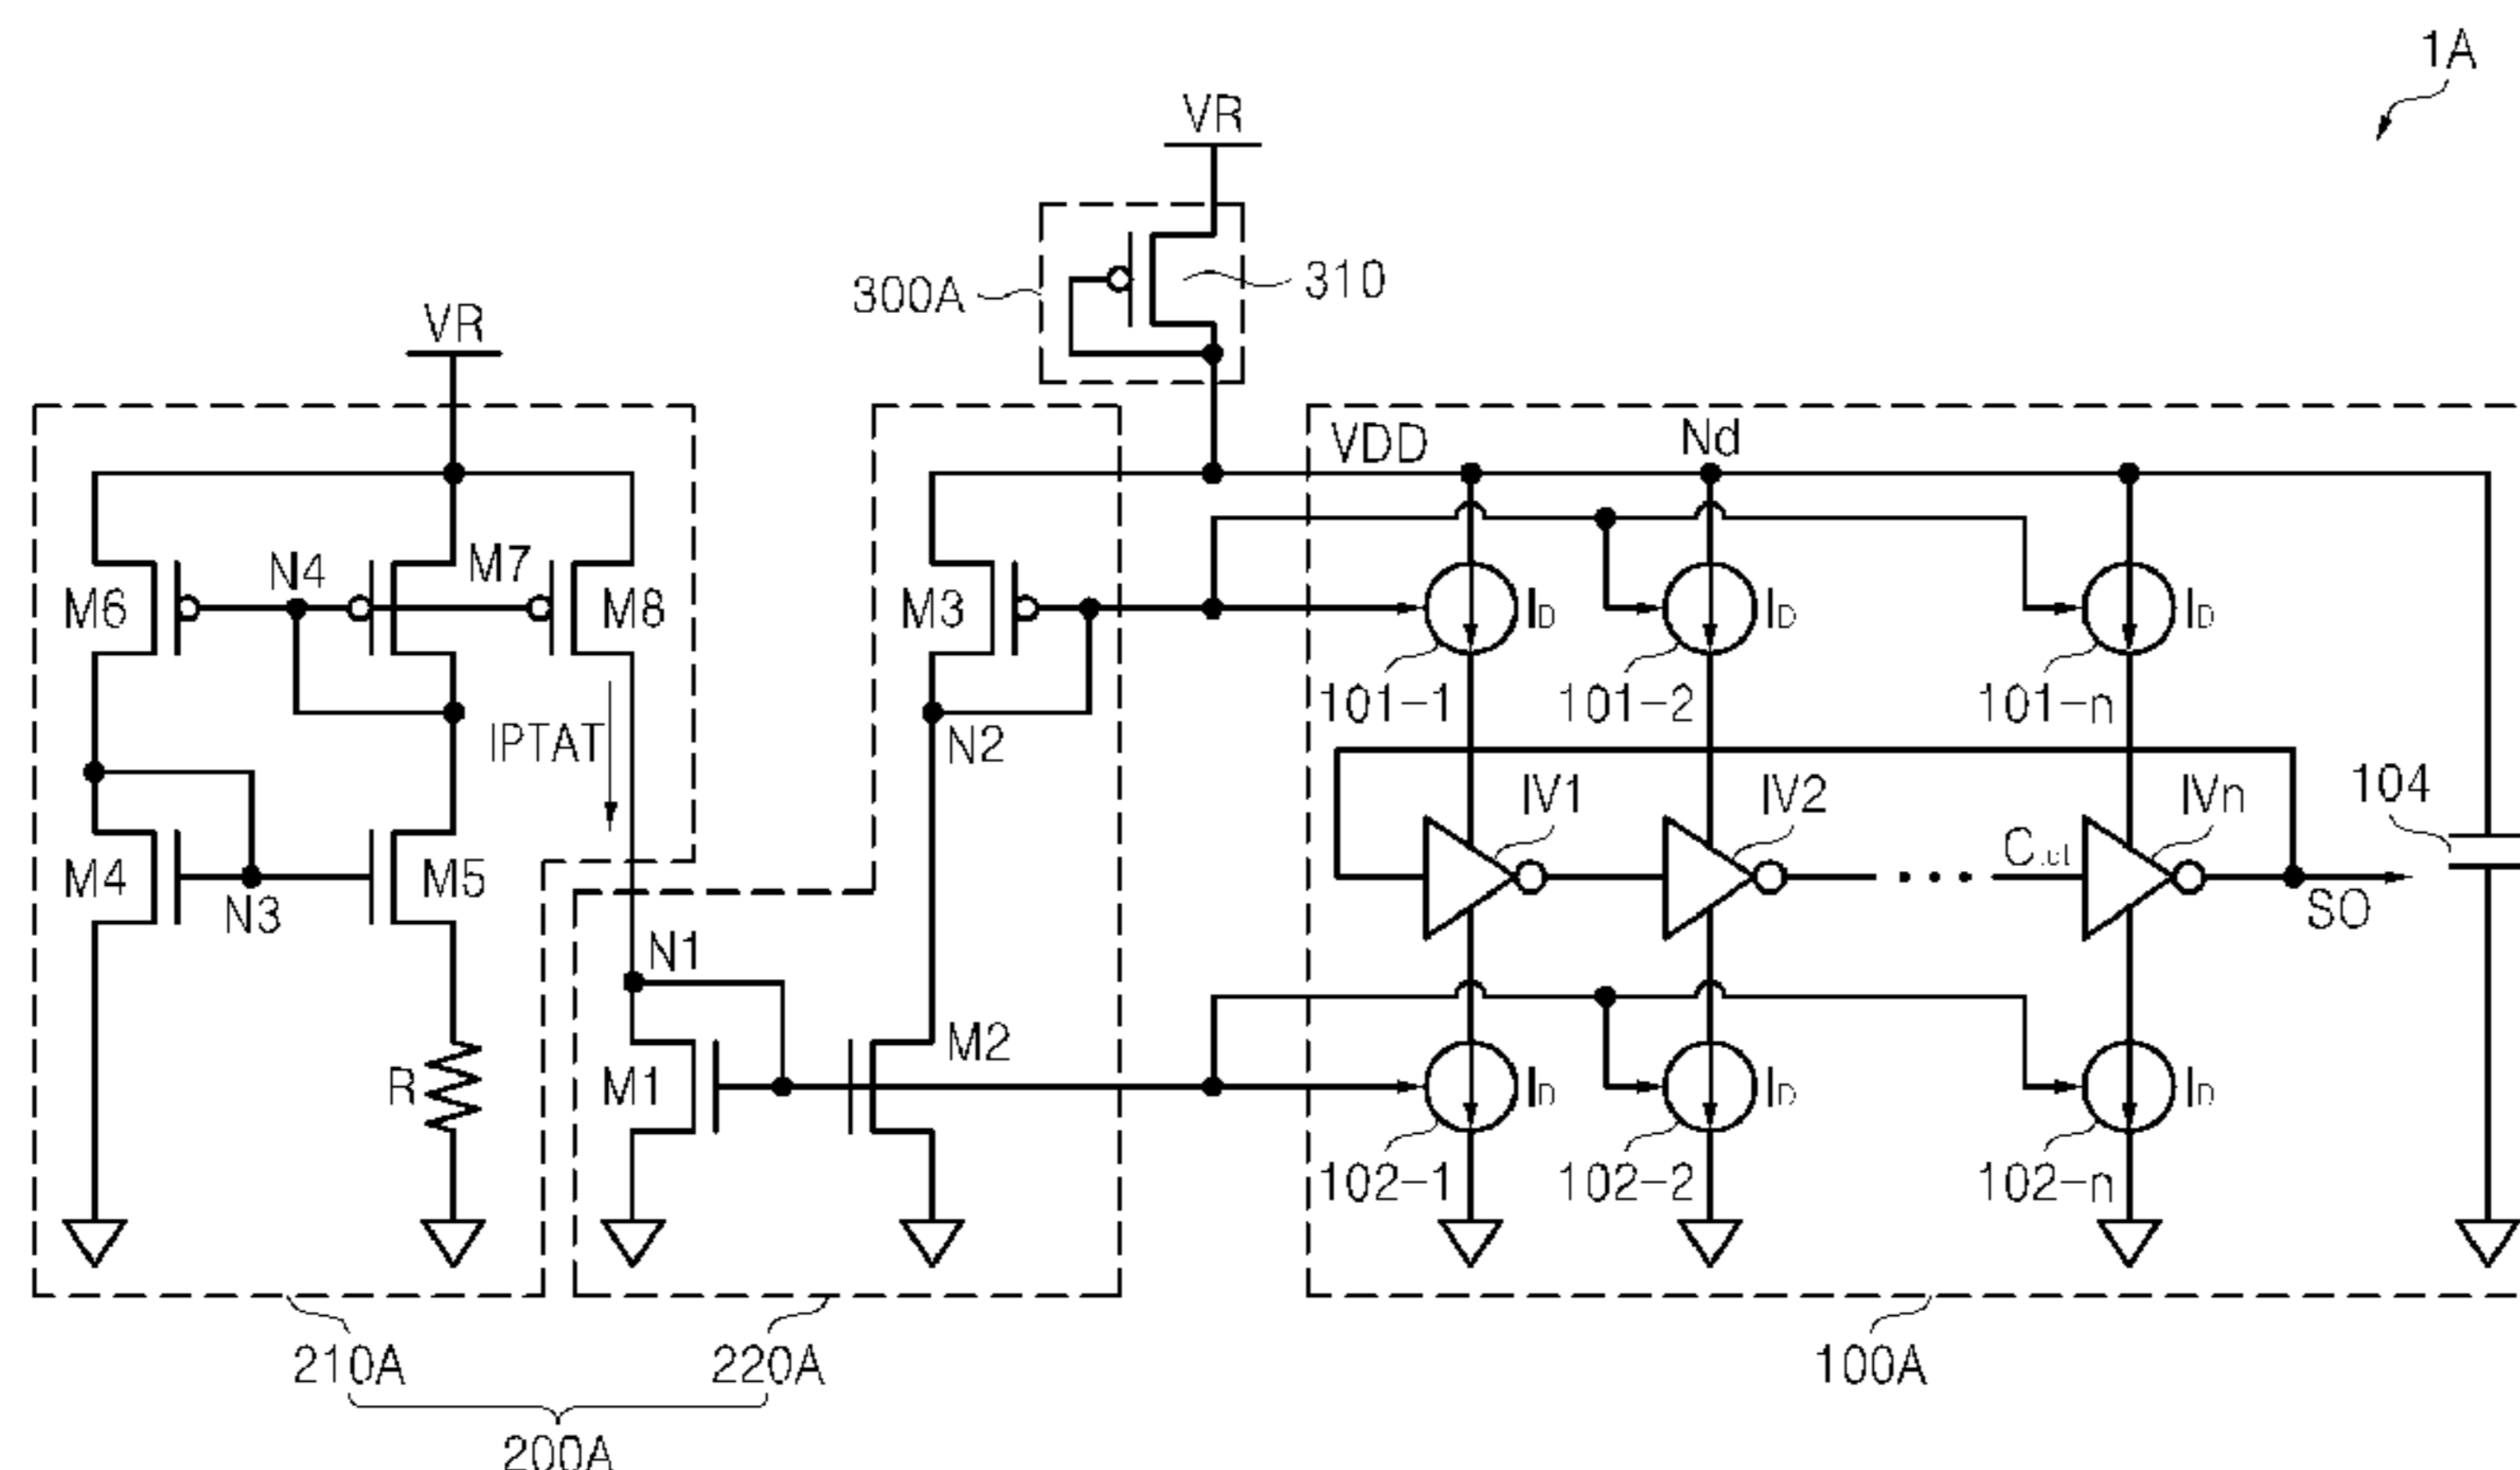 1A
VR
300A
310
VR
VDD
Nd
M6
N4
M7
M8
M3
ID
ID
ID
101-1
101-2
101-n
IPTAT
N2
IV1
IV2
IVn
104
M4
N3
M5
SO
N1
R
M1
M2
ID
ID
ID
102-1
102-2
102-n
210A
220A
100A
200A